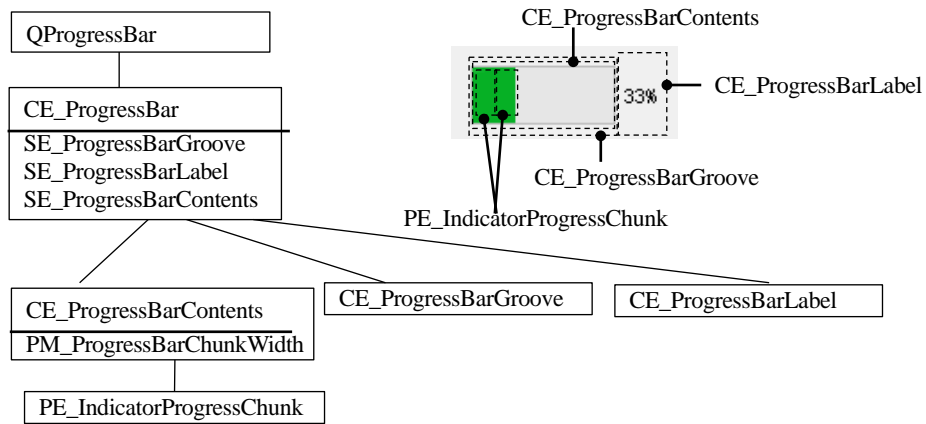 QProgressBar
CE_ProgressBar
SE_ProgressBarGroove
SE_ProgressBarLabel
SE_ProgressBarContents
CE_ProgressBarContents
33%
CE_ProgressBarLabel
CE_ProgressBarGroove
PE_IndicatorProgressChunk
CE_ProgressBarContents
PM_ProgressBarChunkWidth
CE_ProgressBarGroove
CE_ProgressBarLabel
PE_IndicatorProgressChunk